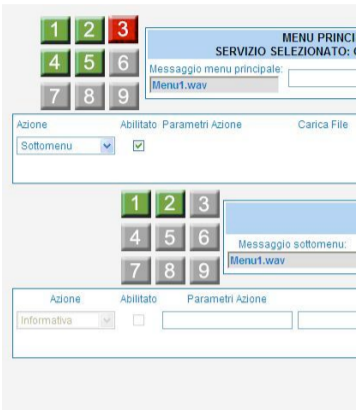 1 2 3
4 5 6
7 8 9
MENU PRINCI
SERVIZIO SELEZIONATO:
Messaggio menu principale:
Menu1.wav
Azione Abilitato Parametri Azione Carica File
Sottomenu
1 2 3
4 5 6
7 8 9
Messaggio sottomenu:
Menu1.wav
Azione Abilitato Parametri Azione
Informativa